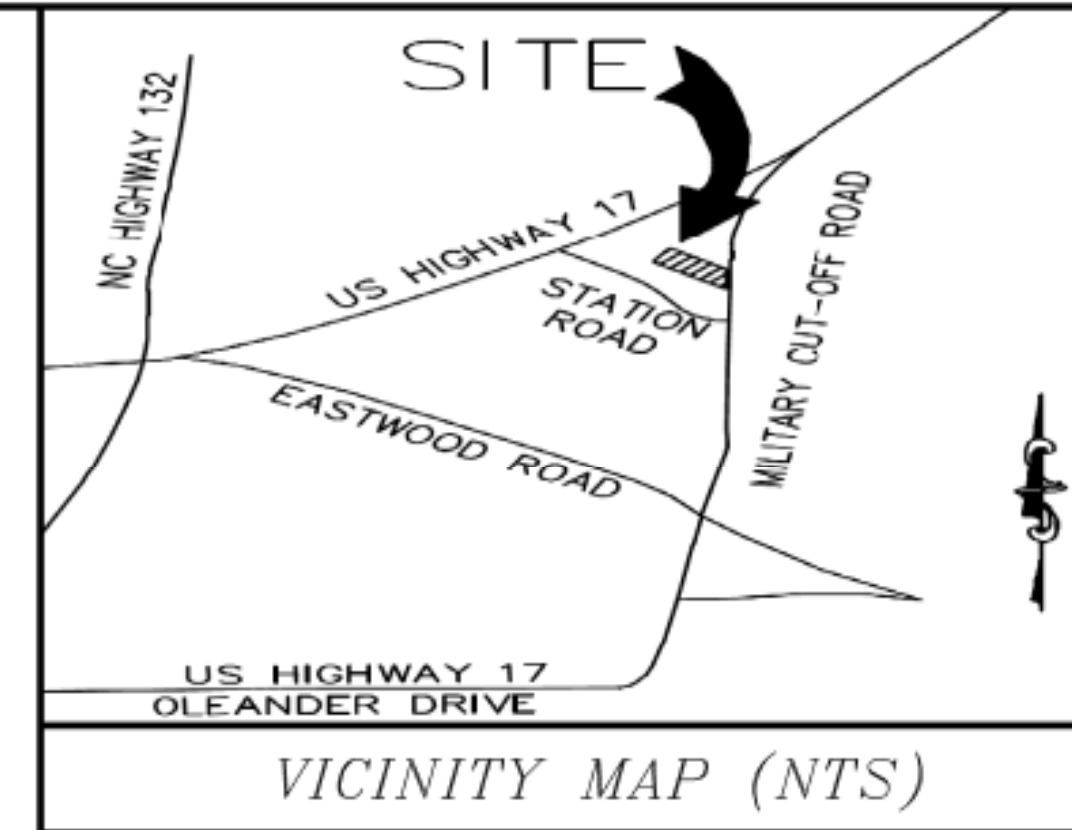 SITE
NC HIGHWAY 132
US HIGHWAY 17
STATION
ROAD
MILITARY CUT-OFF ROAD
EASTWOOD ROAD
US HIGHWAY 17
OLEANDER DRIVE
VICINITY MAP (NTS)